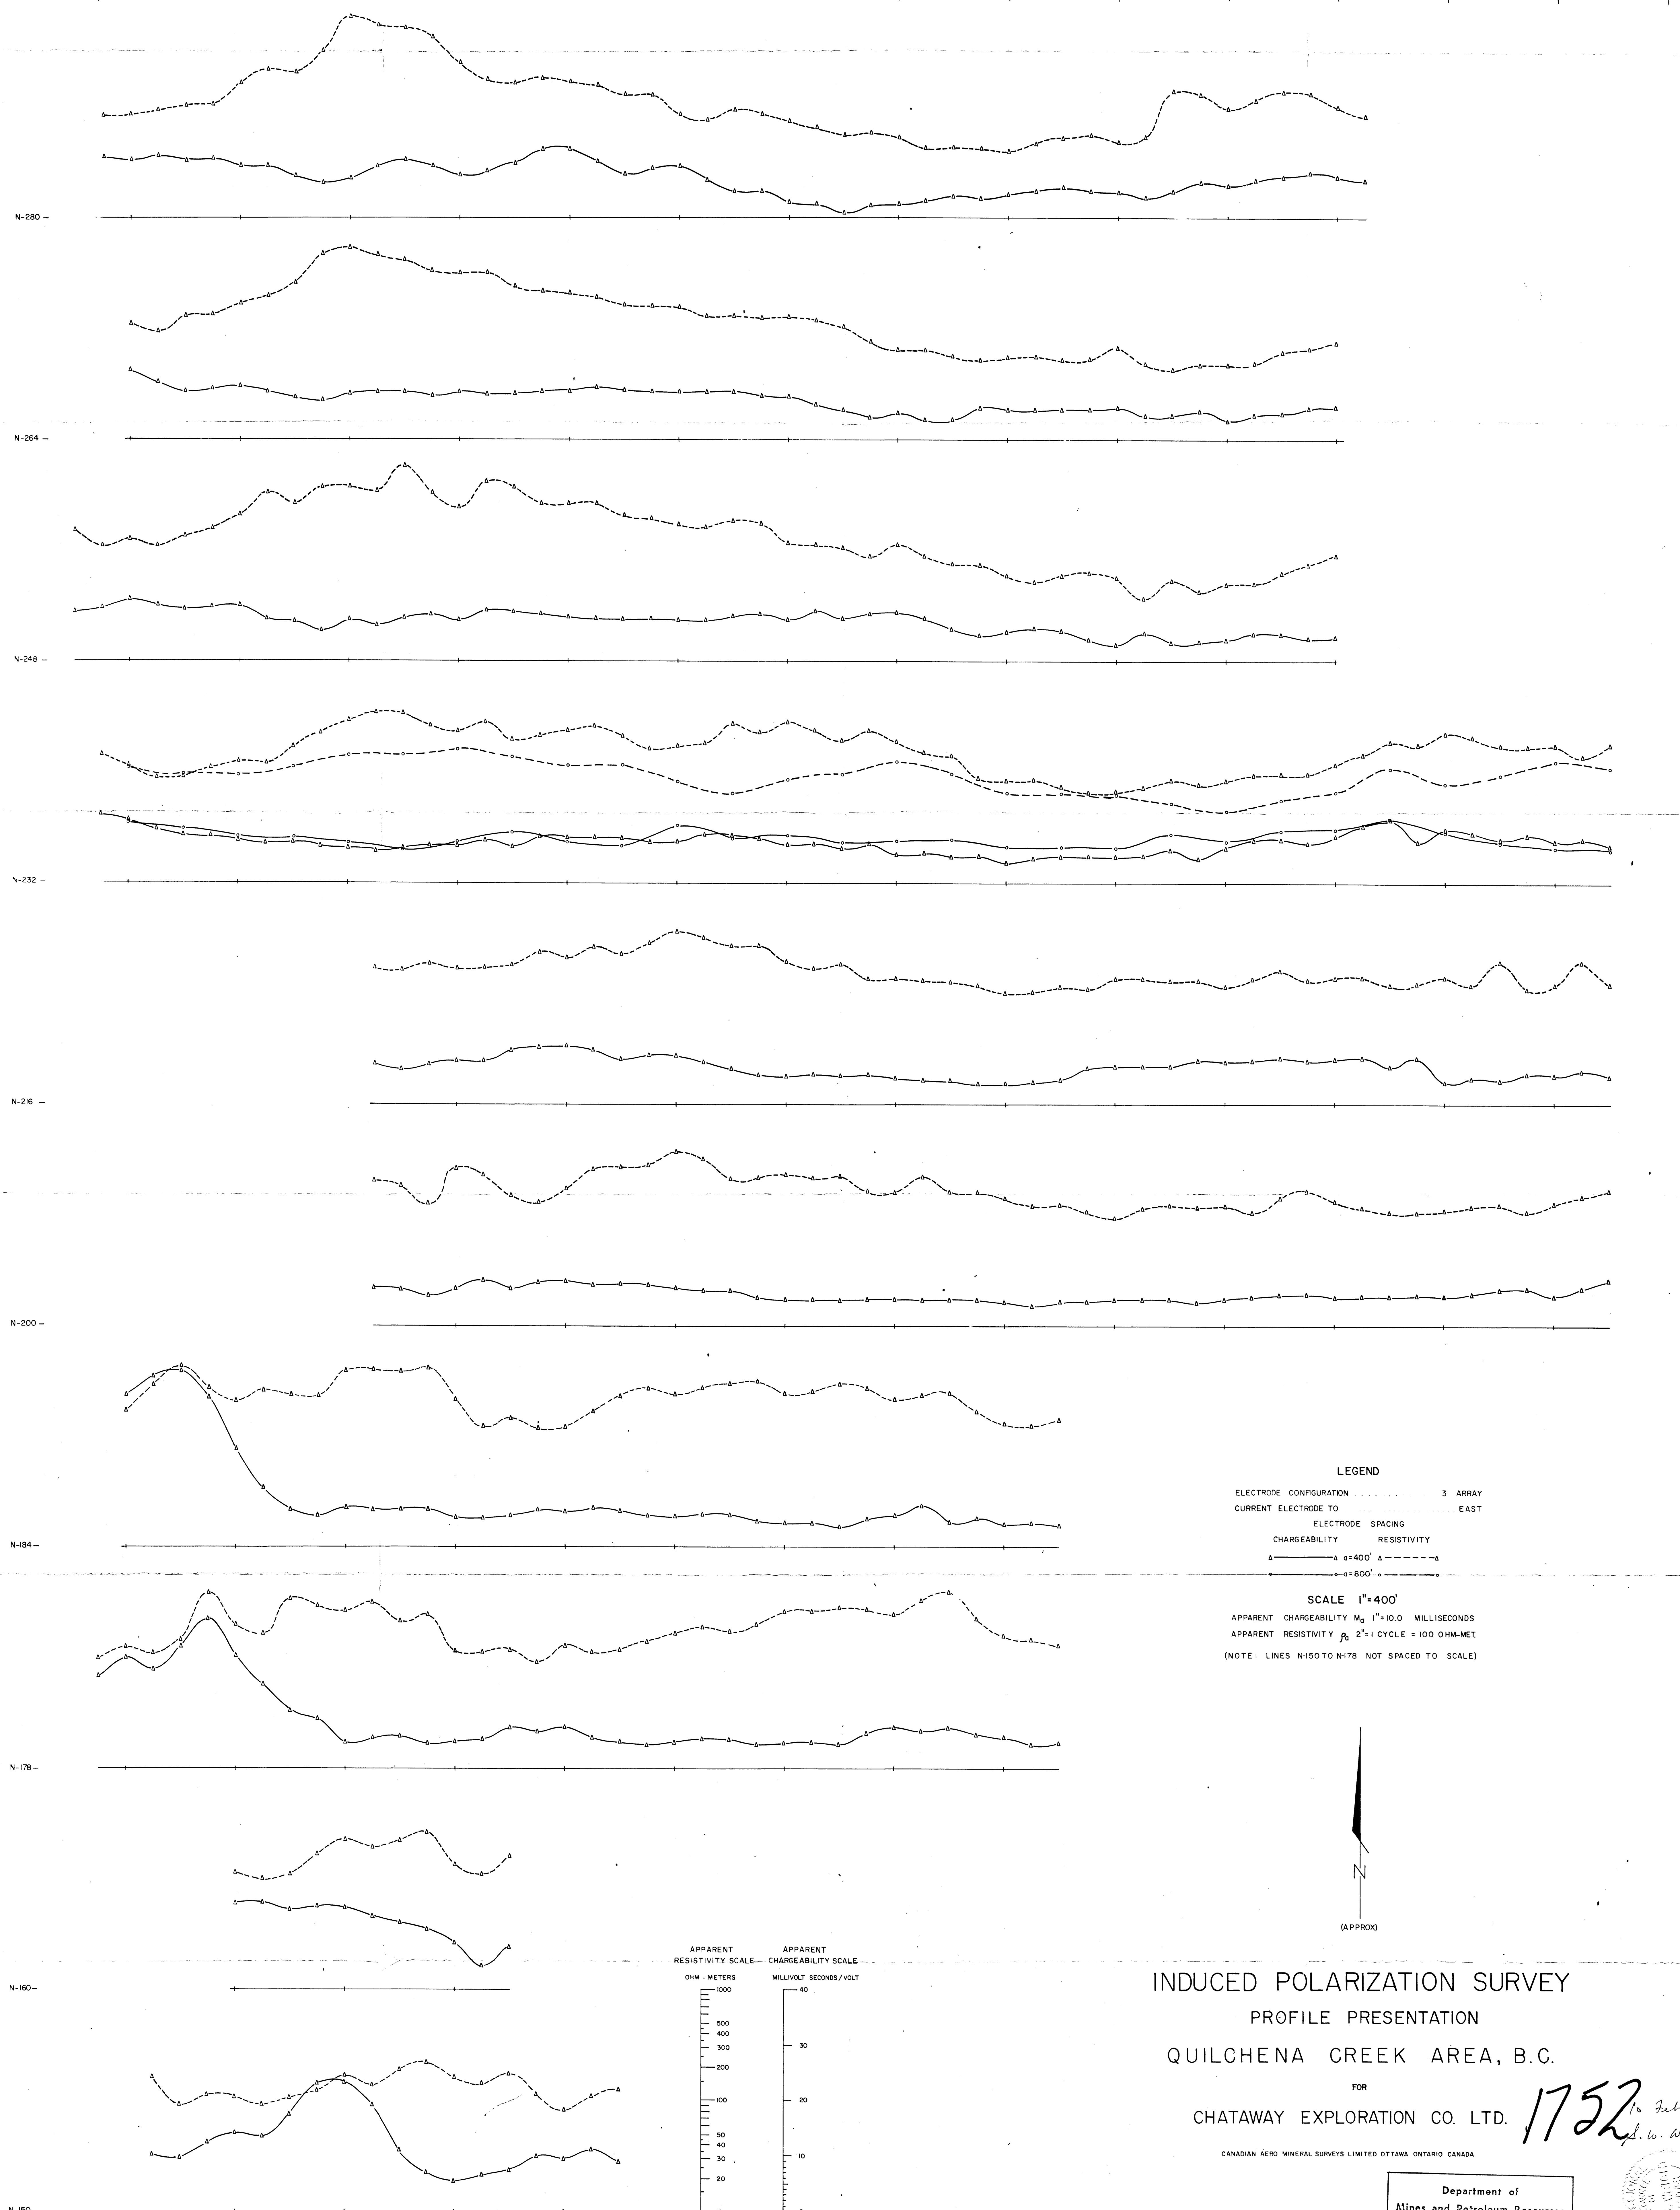 N-280
N-264
N-248
N-232
N-216
N-200
N-184
LEGEND
ELECTRODE CONFIGURATION ........ 3 ARRAY
CURRENT ELECTRODE TO ........ EAST
ELECTRODE SPACING
CHARGEABILITY RESISTIVITY
a=400'
a=800'
SCALE 1"=400'
APPARENT CHARGEABILITY Ma 1"=10.0 MILLISECONDS
APPARENT RESISTIVITY ρa 2"=1 CYCLE = 100 OHM-MET.
(NOTE: LINES N-150 TO N-178 NOT SPACED TO SCALE)
N-178
N
(APPROX)
N-160
APPARENT RESISTIVITY SCALE
OHM - METERS
1000
500
400
300
200
100
50
40
30
20
APPARENT CHARGEABILITY SCALE
MILLIVOLT SECONDS/VOLT
40
30
20
10
INDUCED POLARIZATION SURVEY
PROFILE PRESENTATION
QUILCHENA CREEK AREA, B.C.
FOR
CHATAWAY EXPLORATION CO. LTD.
1752
CANADIAN AERO MINERAL SURVEYS LIMITED OTTAWA ONTARIO CANADA
Department of
Mines and Petroleum
N-150